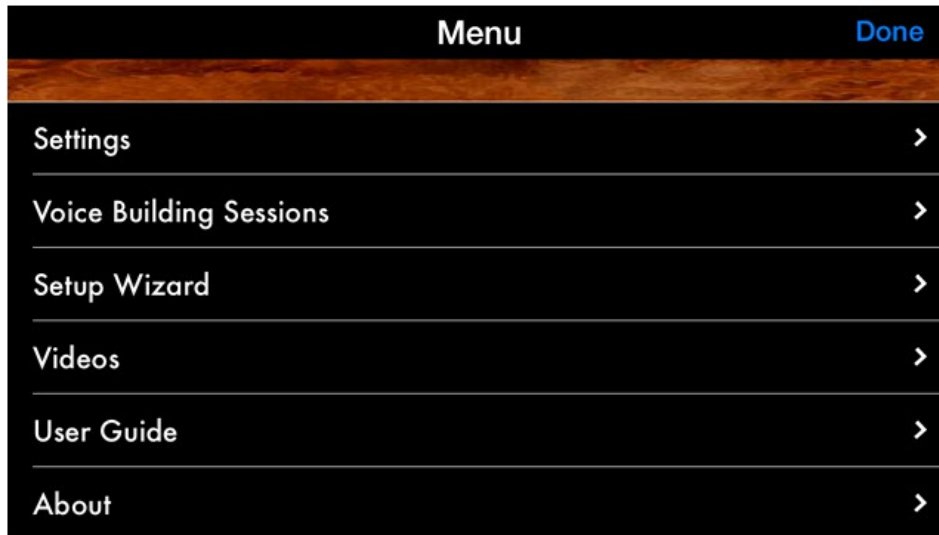 Menu
Done
Settings
Voice Building Sessions
Setup Wizard
Videos
User Guide
About